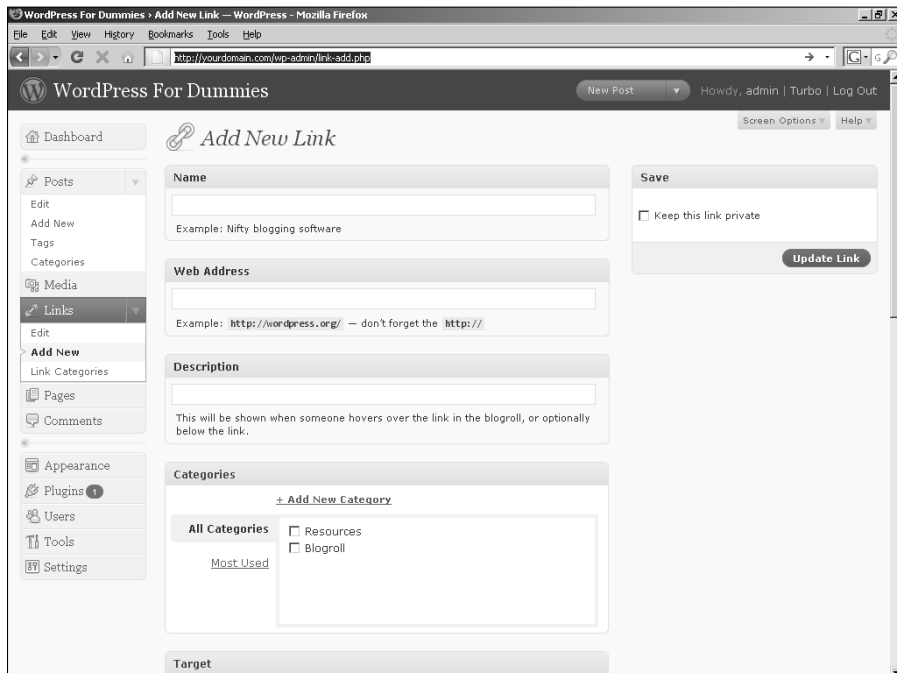 WordPress For Dummies › Add New Link — WordPress - Mozilla Firefox
File Edit View History Bookmarks Tools Help
http://yourdomain.com/wp-admin/link-add.php
G
WordPress For Dummies
New Post
Howdy, admin | Turbo | Log Out
Screen Options
Help
Dashboard
Posts
Edit
Add New
Tags
Categories
Media
Links
Edit
Add New
Link Categories
Pages
Comments
Appearance
Plugins 1
Users
Tools
Settings
Add New Link
Name
Example: Nifty blogging software
Web Address
Example: http://wordpress.org/ — don't forget the http://
Description
This will be shown when someone hovers over the link in the blogroll, or optionally
below the link.
Categories
+ Add New Category
All Categories
Most Used
Resources
Blogroll
Target
Save
Keep this link private
Update Link